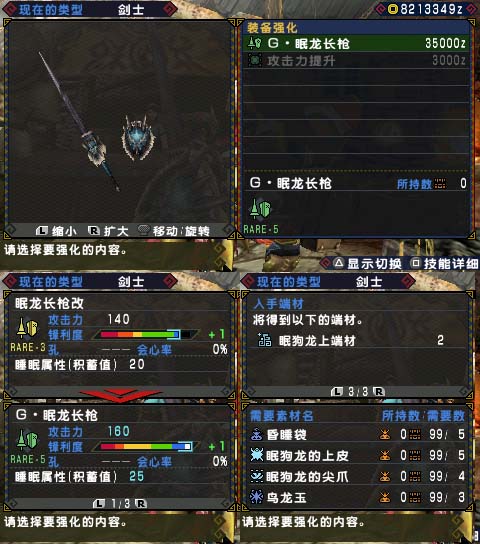 现在的类型 剑士
缩小 扩大 移动/旋转
请选择要强化的内容。
8213349z
装备强化
G・眠龙长枪 35000z
攻击力提升 3000z
G・眠龙长枪 所持数 0
RARE-5
显示切换 技能详细
现在的类型 剑士
眠龙长枪改
攻击力 140
锋利度 +1
RARE-3 孔 会心率 0%
睡眠属性(积蓄值) 20
G・眠龙长枪
攻击力 160
锋利度 +1
RARE-5 孔 会心率 0%
睡眠属性(积蓄值) 25
L 1/3 R
请选择要强化的内容。
现在的类型 剑士
入手端材
将得到以下的端材。
眠狗龙上端材 2
L 3/3 R
需要素材名 所持数/需要数
昏睡袋 0 99/ 5
眠狗龙的上皮 0 99/ 5
眠狗龙的尖爪 0 99/ 4
鸟龙玉 0 99/ 3
请选择要强化的内容。